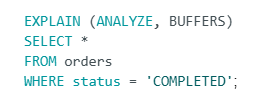 EXPLAIN (ANALYZE, BUFFERS)
SELECT *
FROM orders
WHERE status = 'COMPLETED';